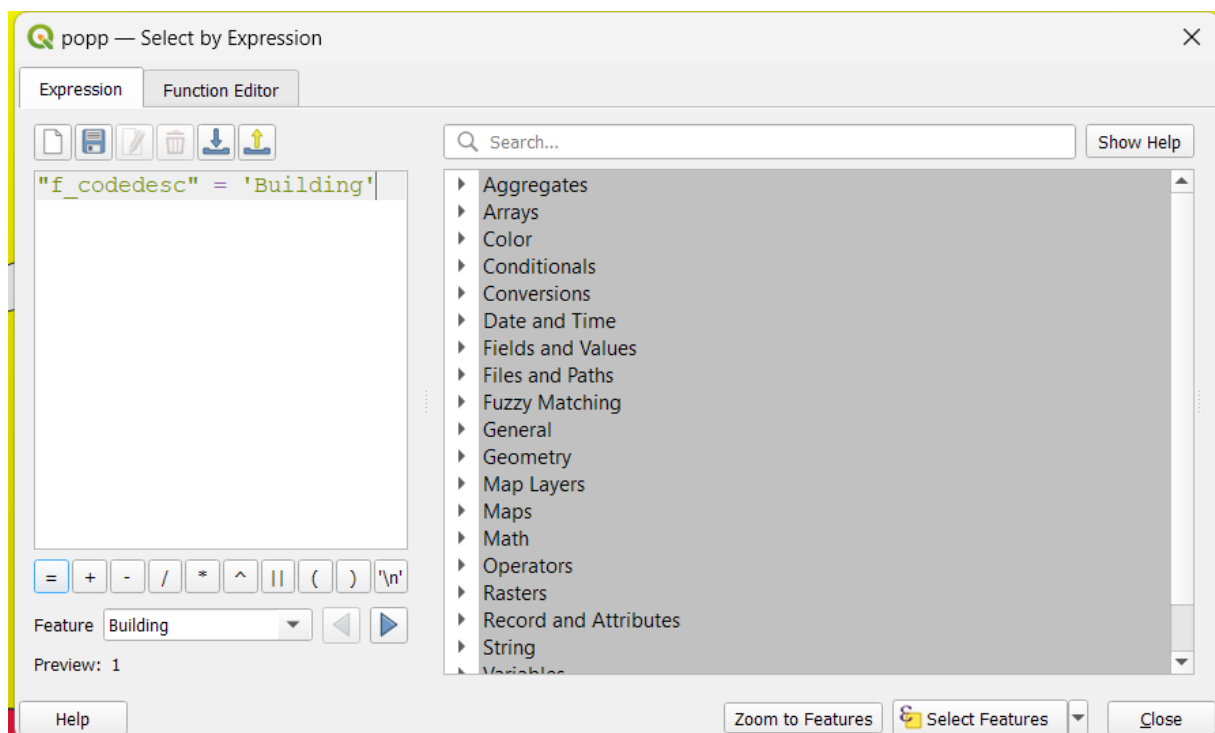 popp — Select by Expression
Expression
Function Editor
Search...
Show Help
"f_codedesc" = 'Building'
Aggregates
Arrays
Color
Conditionals
Conversions
Date and Time
Fields and Values
Files and Paths
Fuzzy Matching
General
Geometry
Map Layers
Maps
Math
Operators
Rasters
Record and Attributes
String
Variables
= + - / * ^ || ( ) '\n'
Feature Building
Preview: 1
Help
Zoom to Features
Select Features
Close